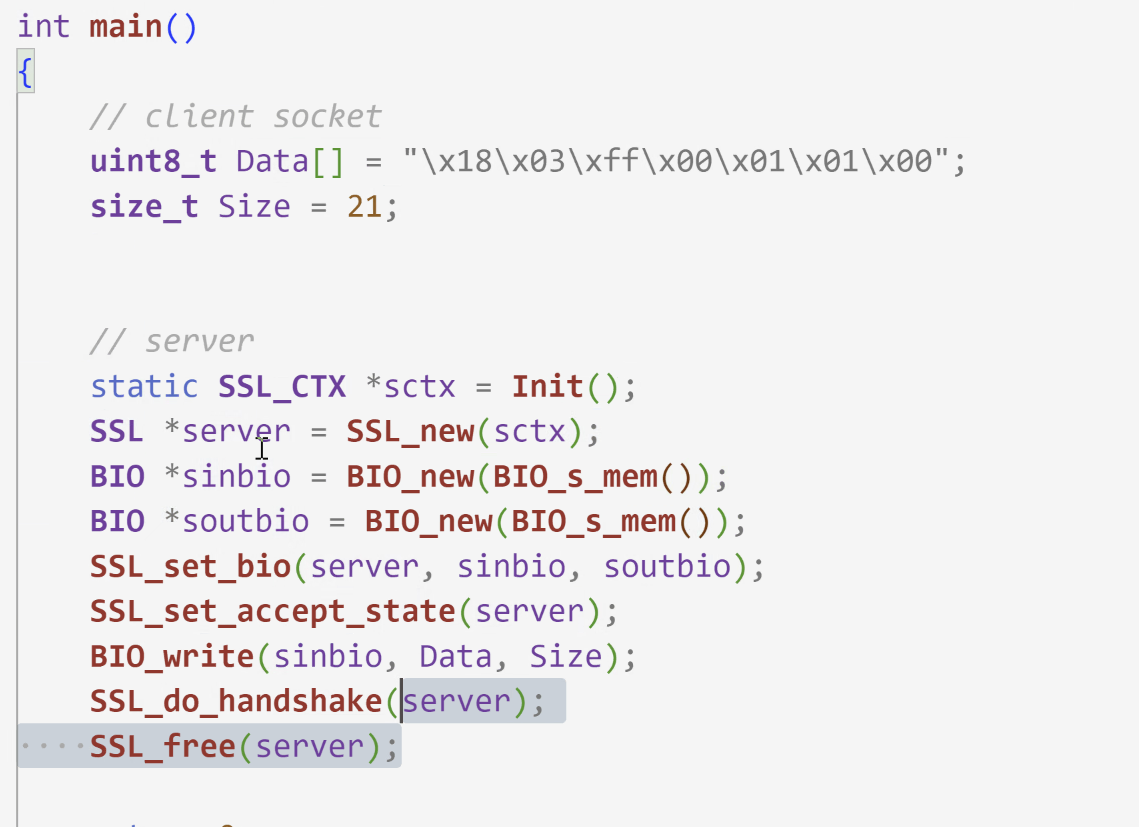 int main()
{
// client socket
uint8_t Data[] = "\x18\x03\xff\x00\x01\x01\x00";
size_t Size = 21;
// server
static SSL_CTX *sctx = Init();
SSL *server = SSL_new(sctx);
BIO *sinbio = BIO_new(BIO_s_mem());
BIO *soutbio = BIO_new(BIO_s_mem());
SSL_set_bio(server, sinbio, soutbio);
SSL_set_accept_state(server);
BIO_write(sinbio, Data, Size);
SSL_do_handshake(server);
····SSL_free(server);